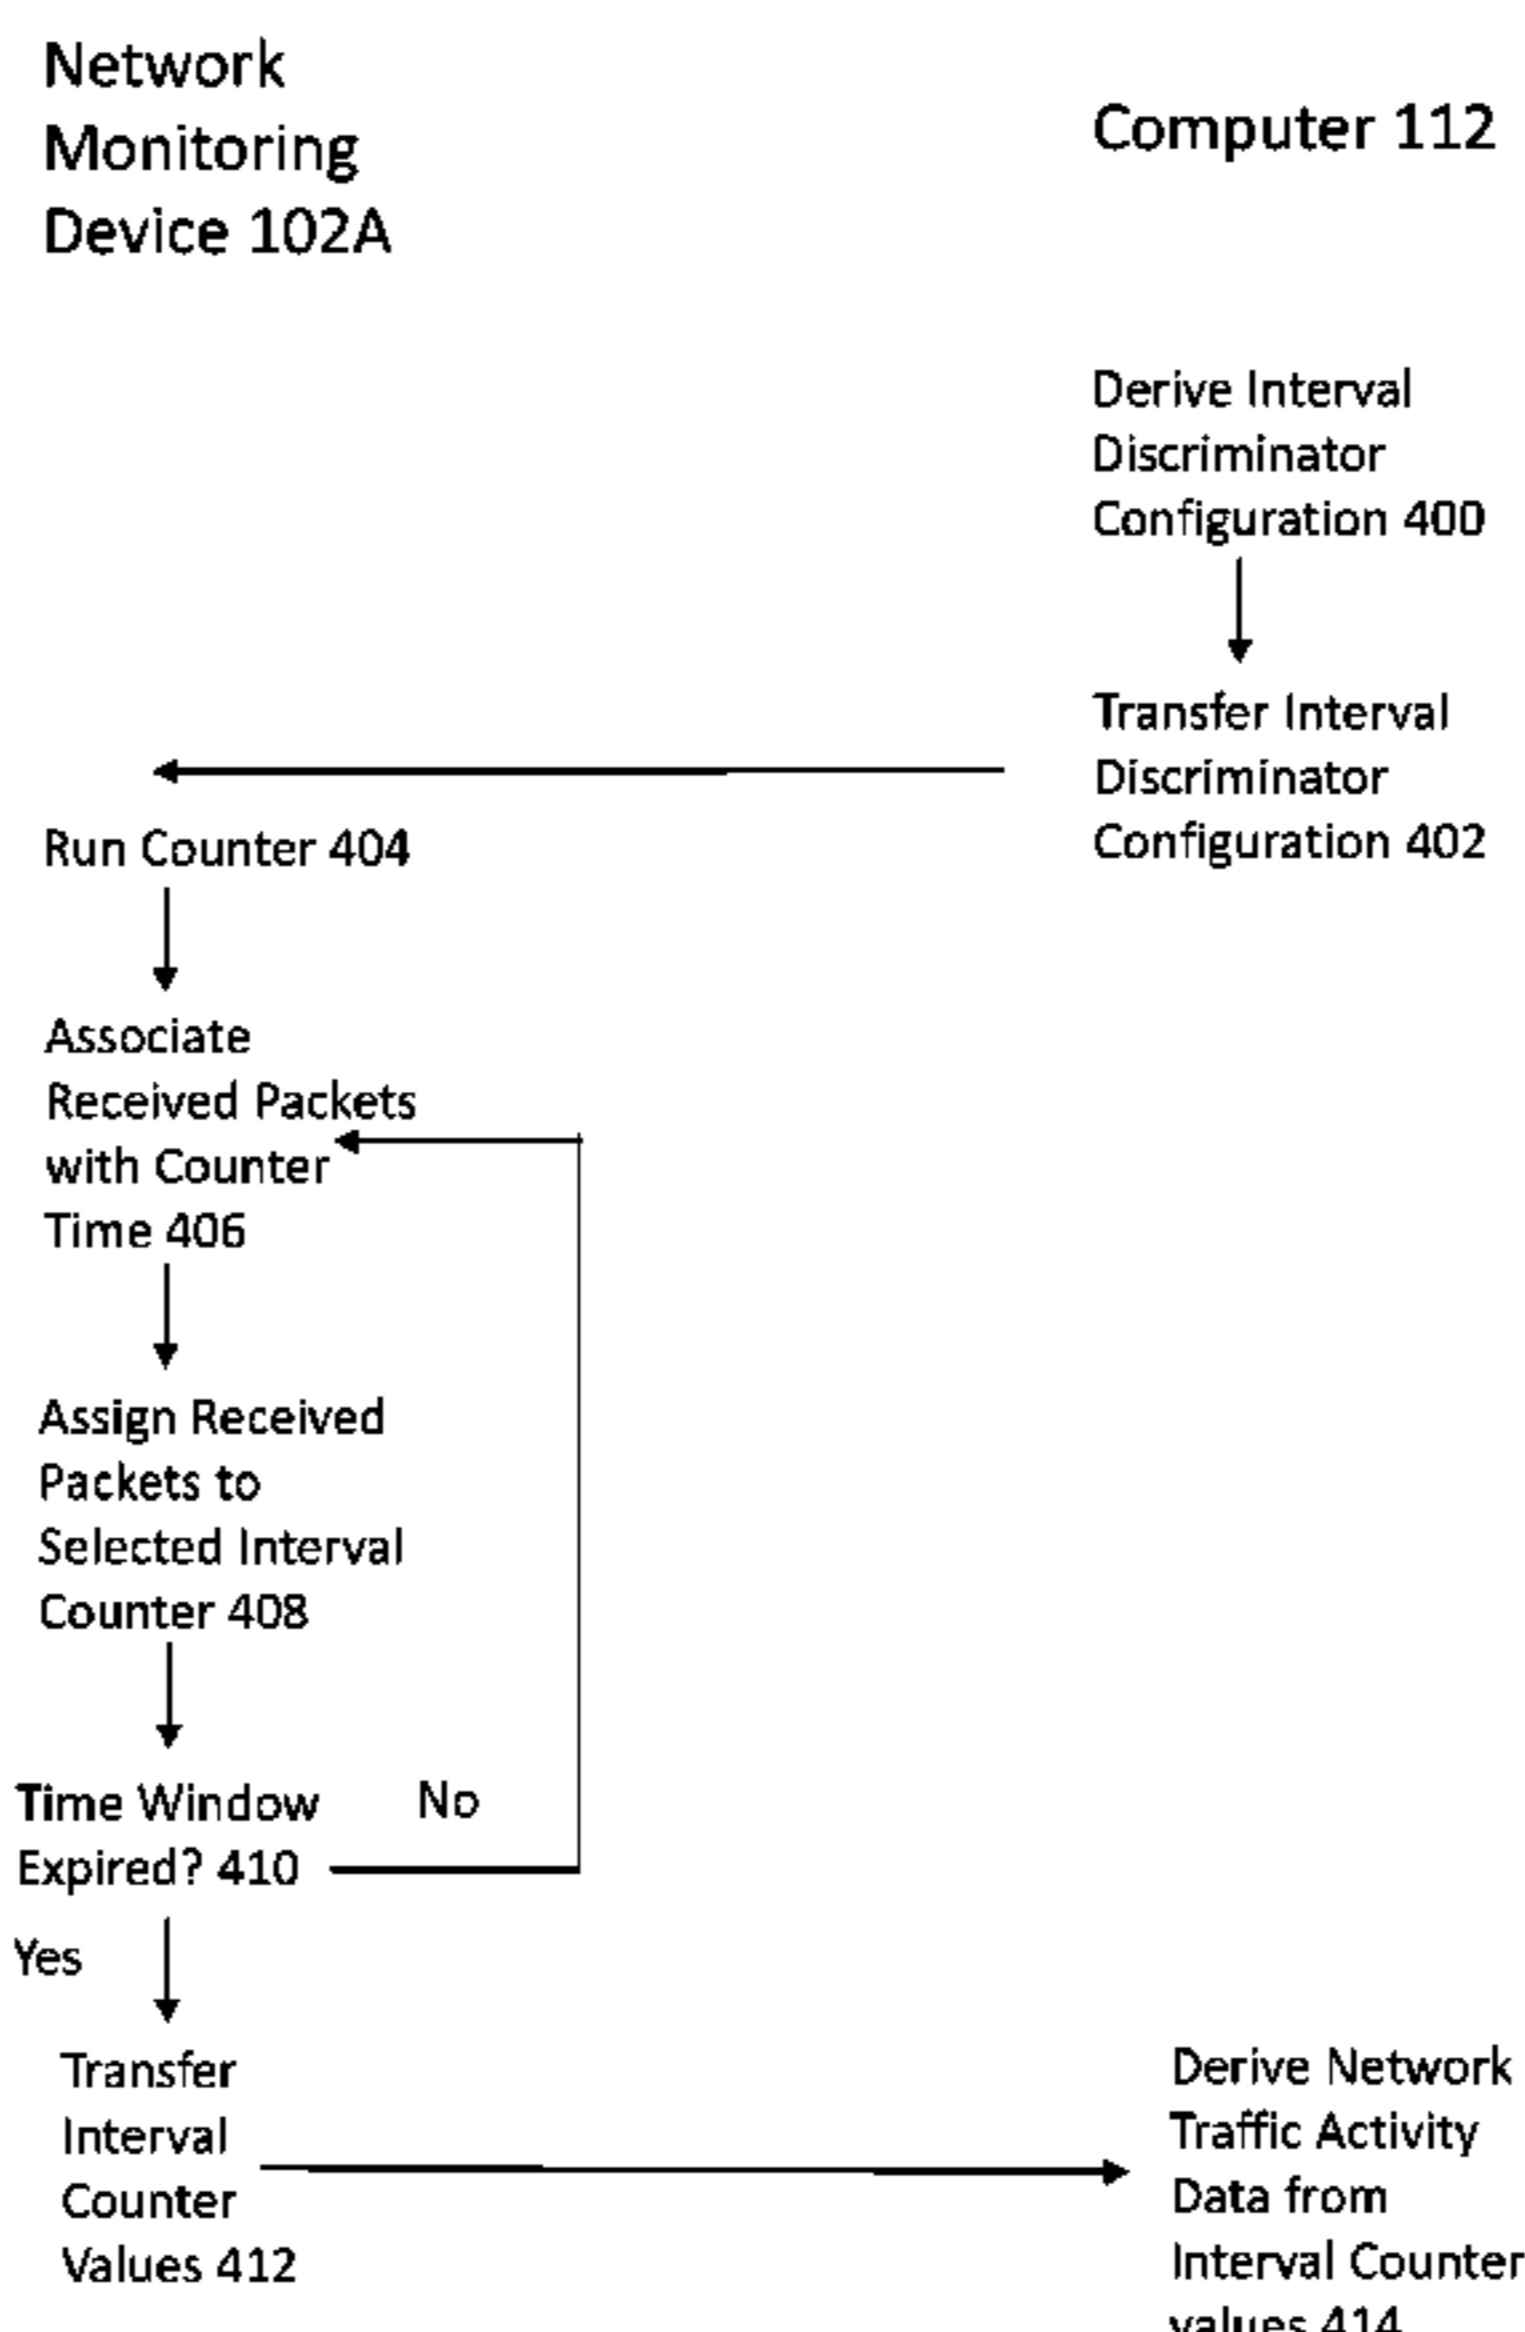 Network
Monitoring
Device 102A
Computer 112
Derive Interval
Discriminator
Configuration 400
Transfer Interval
Discriminator
Configuration 402
Run Counter 404
Associate
Received Packets
with Counter
Time 406
Assign Received
Packets to
Selected Interval
Counter 408
Time Window
Expired? 410
No
Yes
Transfer
Interval
Counter
Values 412
Derive Network
Traffic Activity
Data from
Interval Counter
values 414